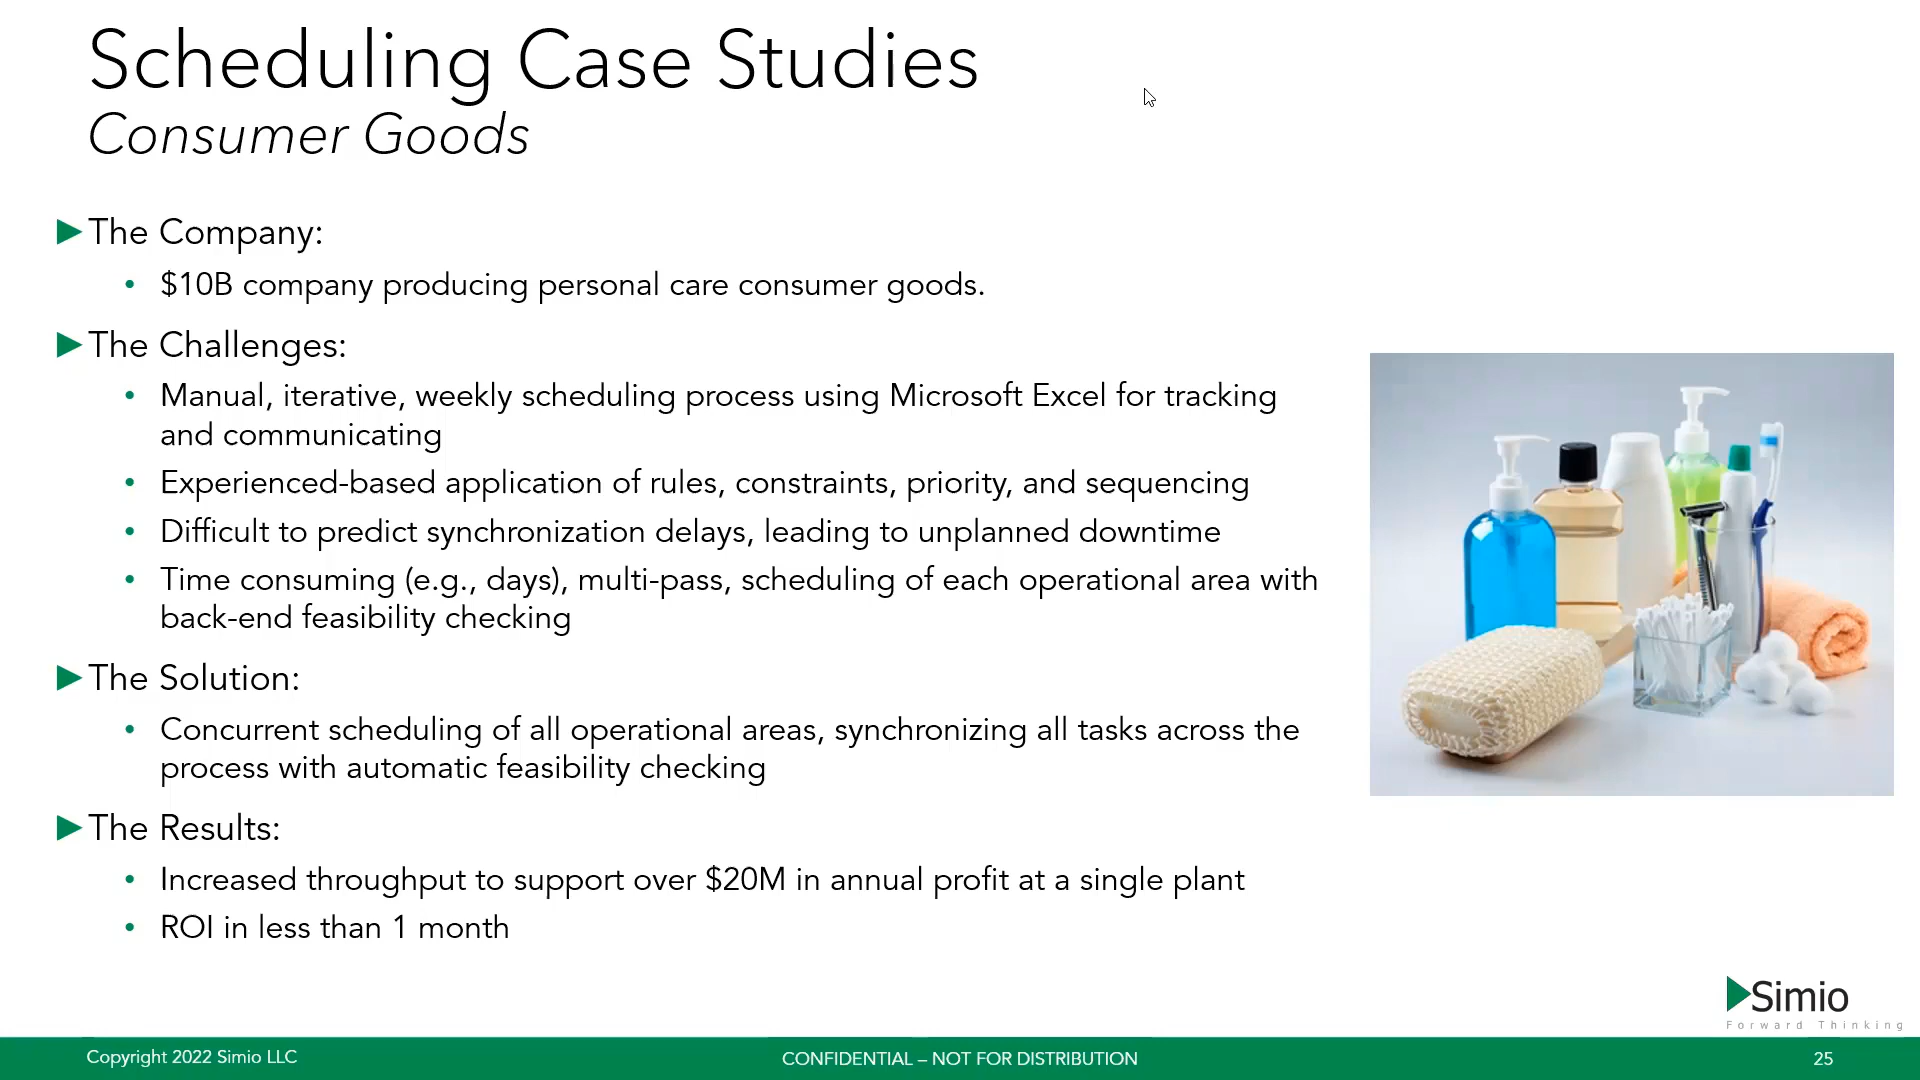 Scheduling Case Studies
Consumer Goods
The Company:
• $10B company producing personal care consumer goods.
The Challenges:
• Manual, iterative, weekly scheduling process using Microsoft Excel for tracking
and communicating
• Experienced-based application of rules, constraints, priority, and sequencing
• Difficult to predict synchronization delays, leading to unplanned downtime
• Time consuming (e.g., days), multi-pass, scheduling of each operational area with
back-end feasibility checking
The Solution:
• Concurrent scheduling of all operational areas, synchronizing all tasks across the
process with automatic feasibility checking
The Results:
• Increased throughput to support over $20M in annual profit at a single plant
• ROI in less than 1 month
Simio
Forward Thinking
Copyright 2022 Simio LLC
CONFIDENTIAL – NOT FOR DISTRIBUTION
25